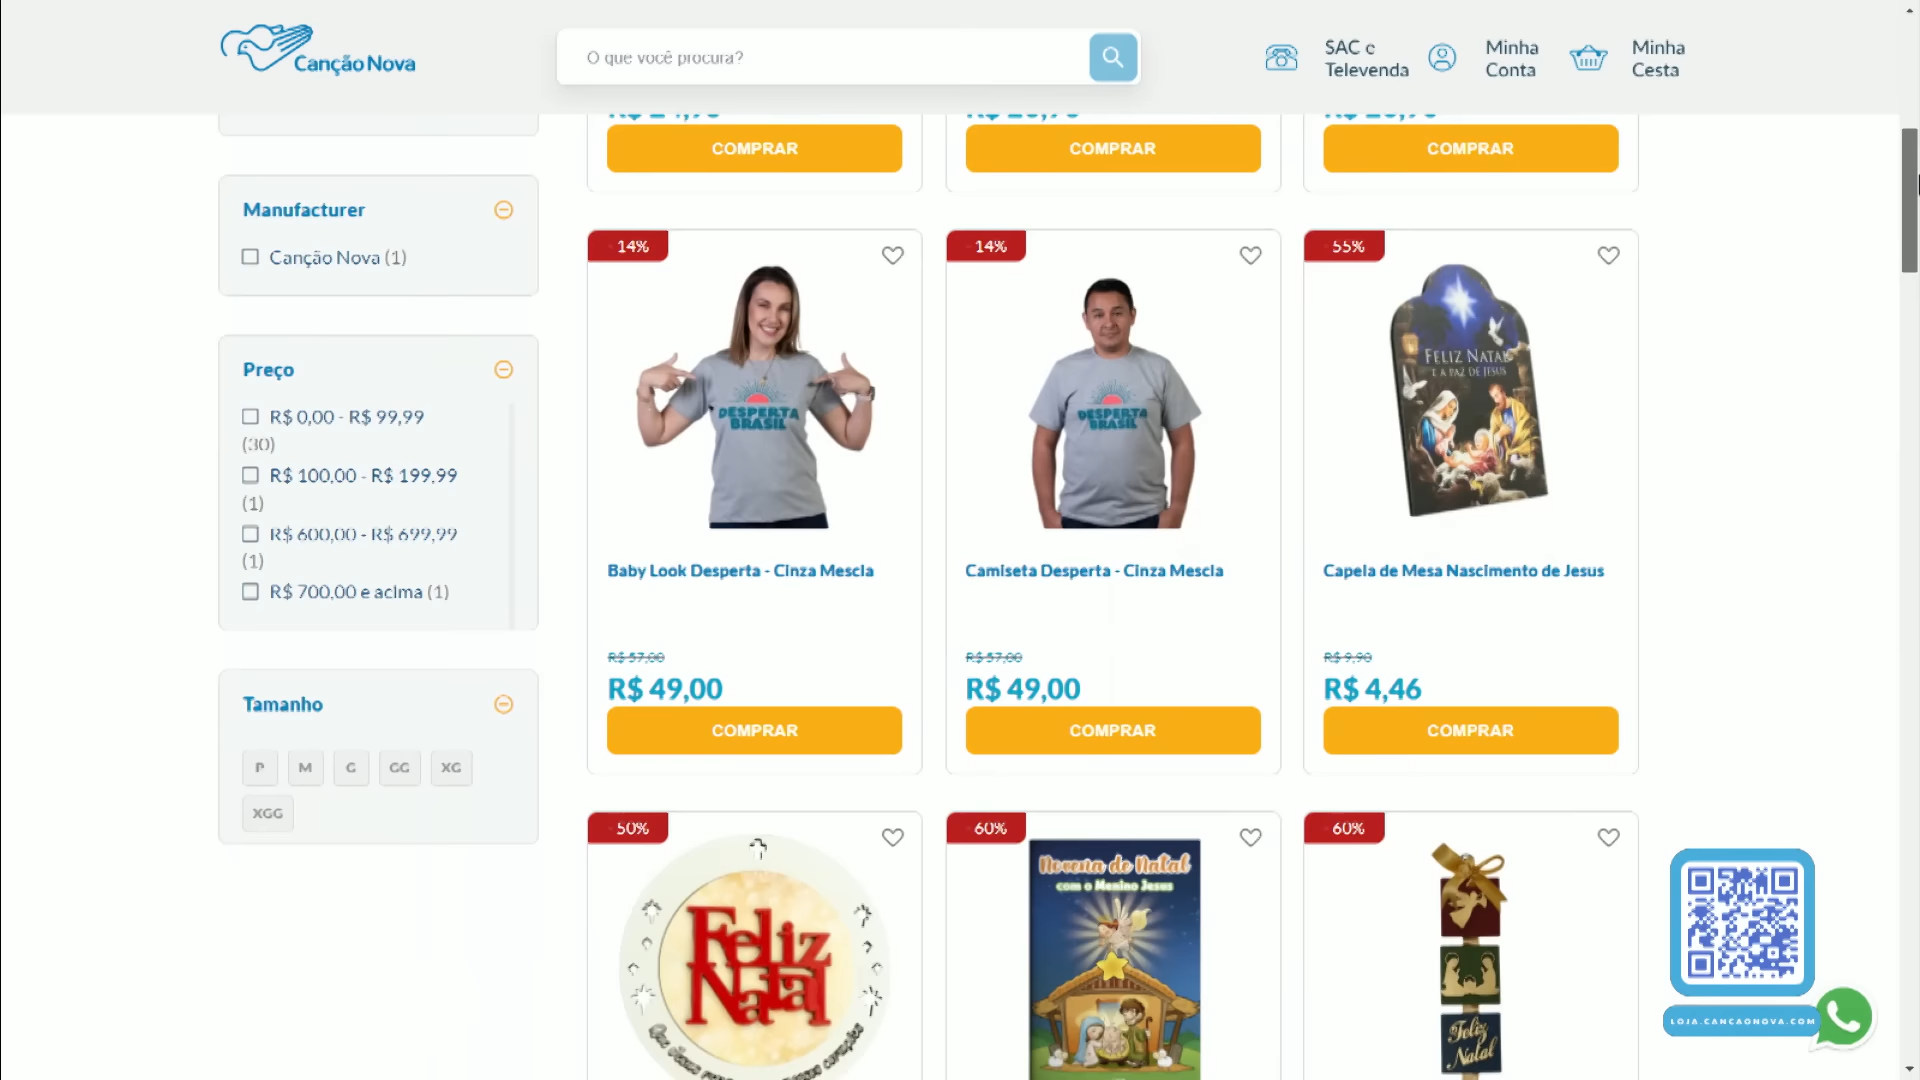 Canção Nova
O que você procura?
SAC e
Televenda
Minha
Conta
Minha
Cesta
COMPRAR
COMPRAR
COMPRAR
Manufacturer
Canção Nova (1)
Preço
R$ 0,00 - R$ 99,99
(30)
R$ 100,00 - R$ 199,99
(1)
R$ 600,00 - R$ 699,99
(1)
R$ 700,00 e acima (1)
Tamanho
P M G GG XG
XGG
- 14%
DESPERTA
BRASIL
Baby Look Desperta - Cinza Mescla
R$ 57,00
R$ 49,00
COMPRAR
- 14%
DESPERTA
BRASIL
Camiseta Desperta - Cinza Mescla
R$ 57,00
R$ 49,00
COMPRAR
- 55%
FELIZ NATAL
E A PAZ DE JESUS
Capela de Mesa Nascimento de Jesus
R$ 9,90
R$ 4,46
COMPRAR
- 50%
Feliz
Natal
- 60%
Novena de Natal
com o Menino Jesus
- 60%
Feliz
Natal
LOJA.CANCAONOVA.COM